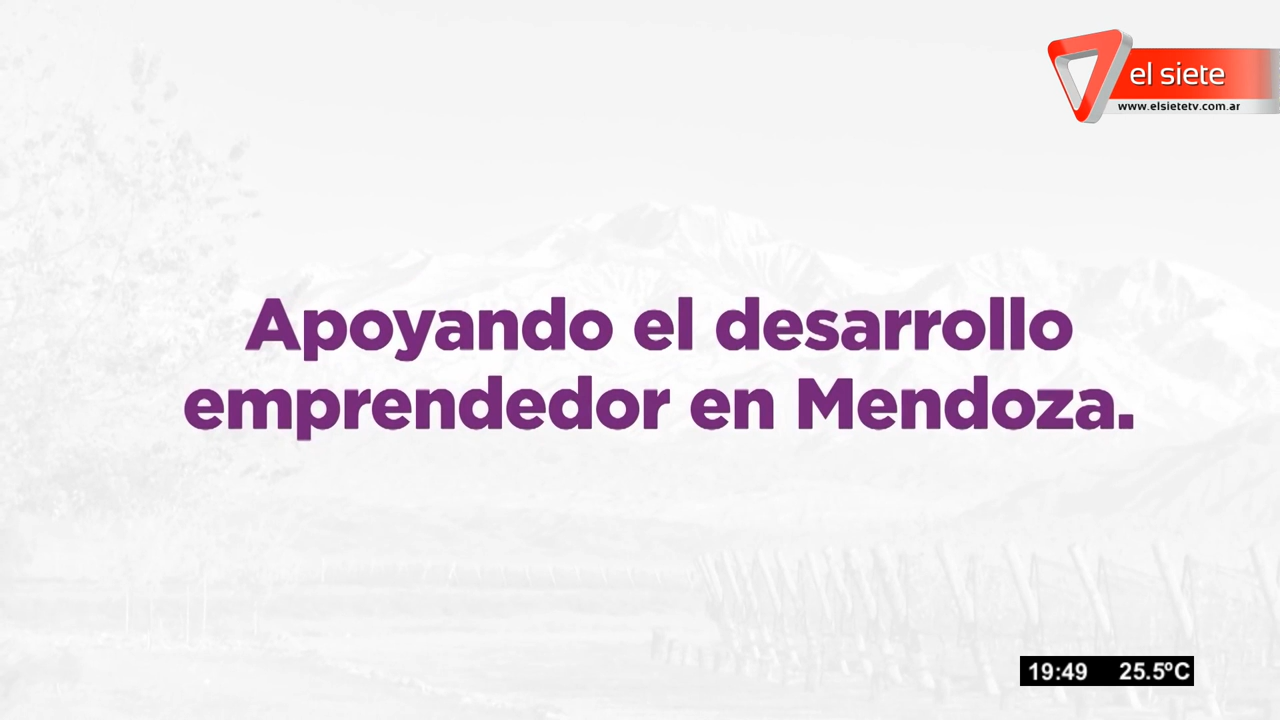 el siete
www.elsietetv.com.ar
Apoyando el desarrollo
emprendedor en Mendoza.
19:49 25.5ºC